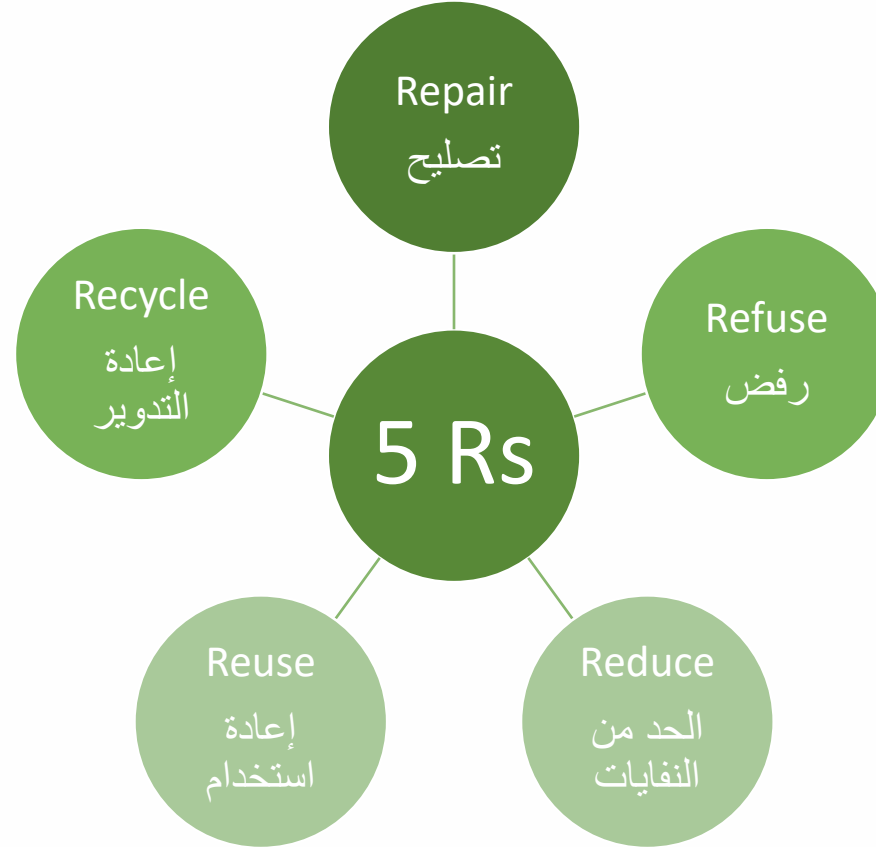 Repair
تصليح
Recycle
إعادة
التدوير
Refuse
رفض
5 Rs
Reuse
إعادة
استخدام
Reduce
الحد من
النفايات